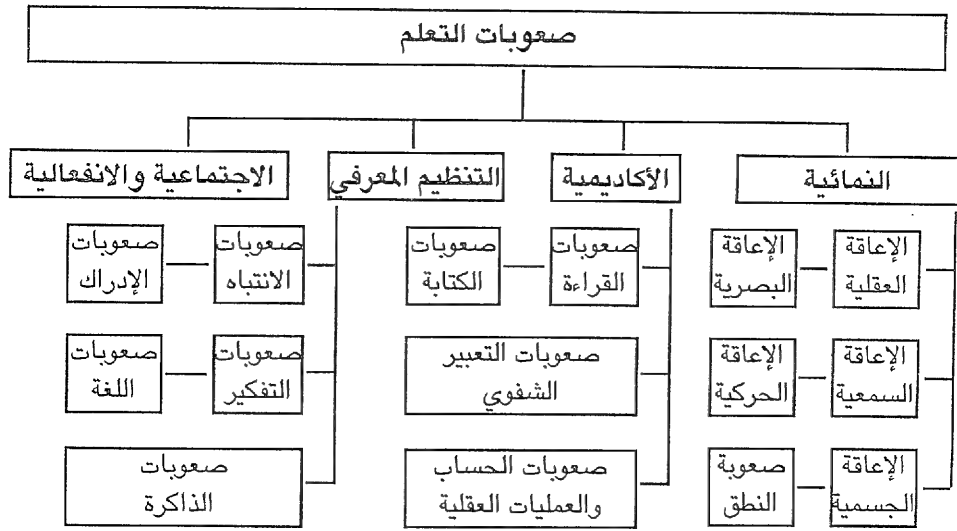 صعوبات التعلم
النمائية
الأكاديمية
التنظيم المعرفي
الاجتماعية والانفعالية
الإعاقة
العقلية
الإعاقة
البصرية
الإعاقة
السمعية
الإعاقة
الحركية
الإعاقة
الجسمية
صعوبة
النطق
صعوبات
القراءة
صعوبات
الكتابة
صعوبات التعبير
الشفوي
صعوبات الحساب
والعمليات العقلية
صعوبات
الانتباه
صعوبات
الإدراك
صعوبات
التفكير
صعوبات
اللغة
صعوبات
الذاكرة